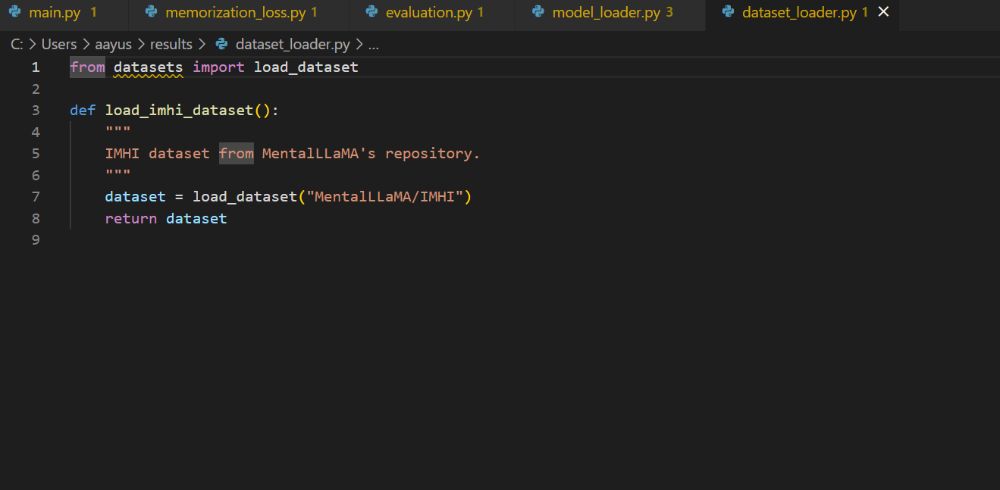 main.py 1 memorization_loss.py 1 evaluation.py 1 model_loader.py 3 dataset_loader.py 1
C: > Users > aayus > results > dataset_loader.py > ...
1 from datasets import load_dataset
2
3 def load_imhi_dataset():
4     """
5     IMHI dataset from MentalLLaMA's repository.
6     """
7     dataset = load_dataset("MentalLLaMA/IMHI")
8     return dataset
9